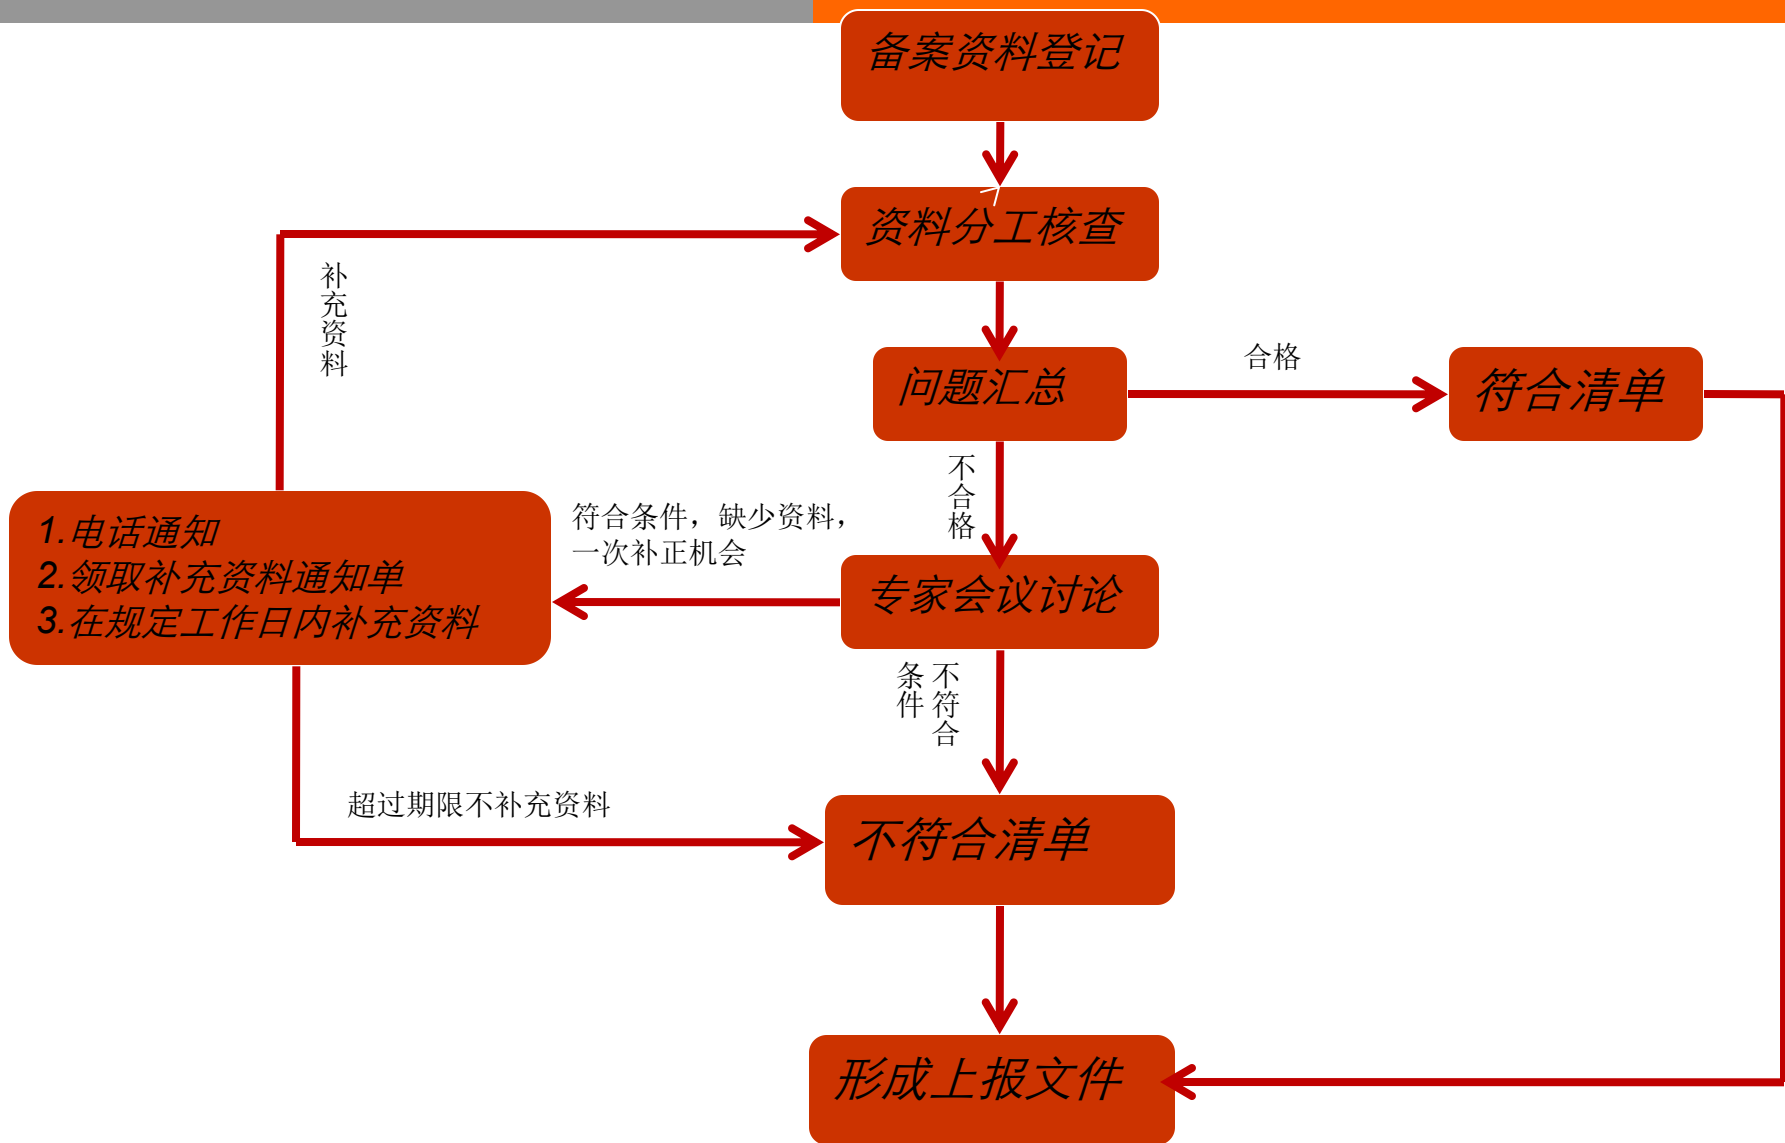 备案资料登记
资料分工核查
补充资料
问题汇总
合格
符合清单
不合格
1.电话通知
2.领取补充资料通知单
3.在规定工作日内补充资料
符合条件，缺少资料，
一次补正机会
专家会议讨论
不符合
条件
超过期限不补充资料
不符合清单
形成上报文件